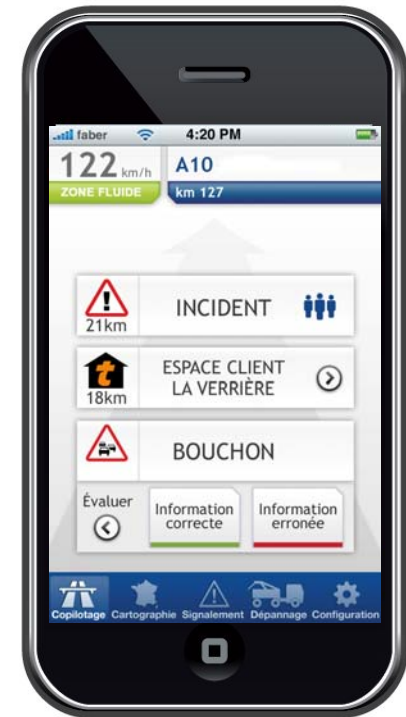 faber 4:20 PM
122 km/h A10
ZONE FLUIDE km 127
INCIDENT
21km
ESPACE CLIENT
LA VERRIÈRE
t
18km
BOUCHON
Évaluer
Information
correcte
Information
erronée
Copilotage Cartographie Signalement Dépannage Configuration